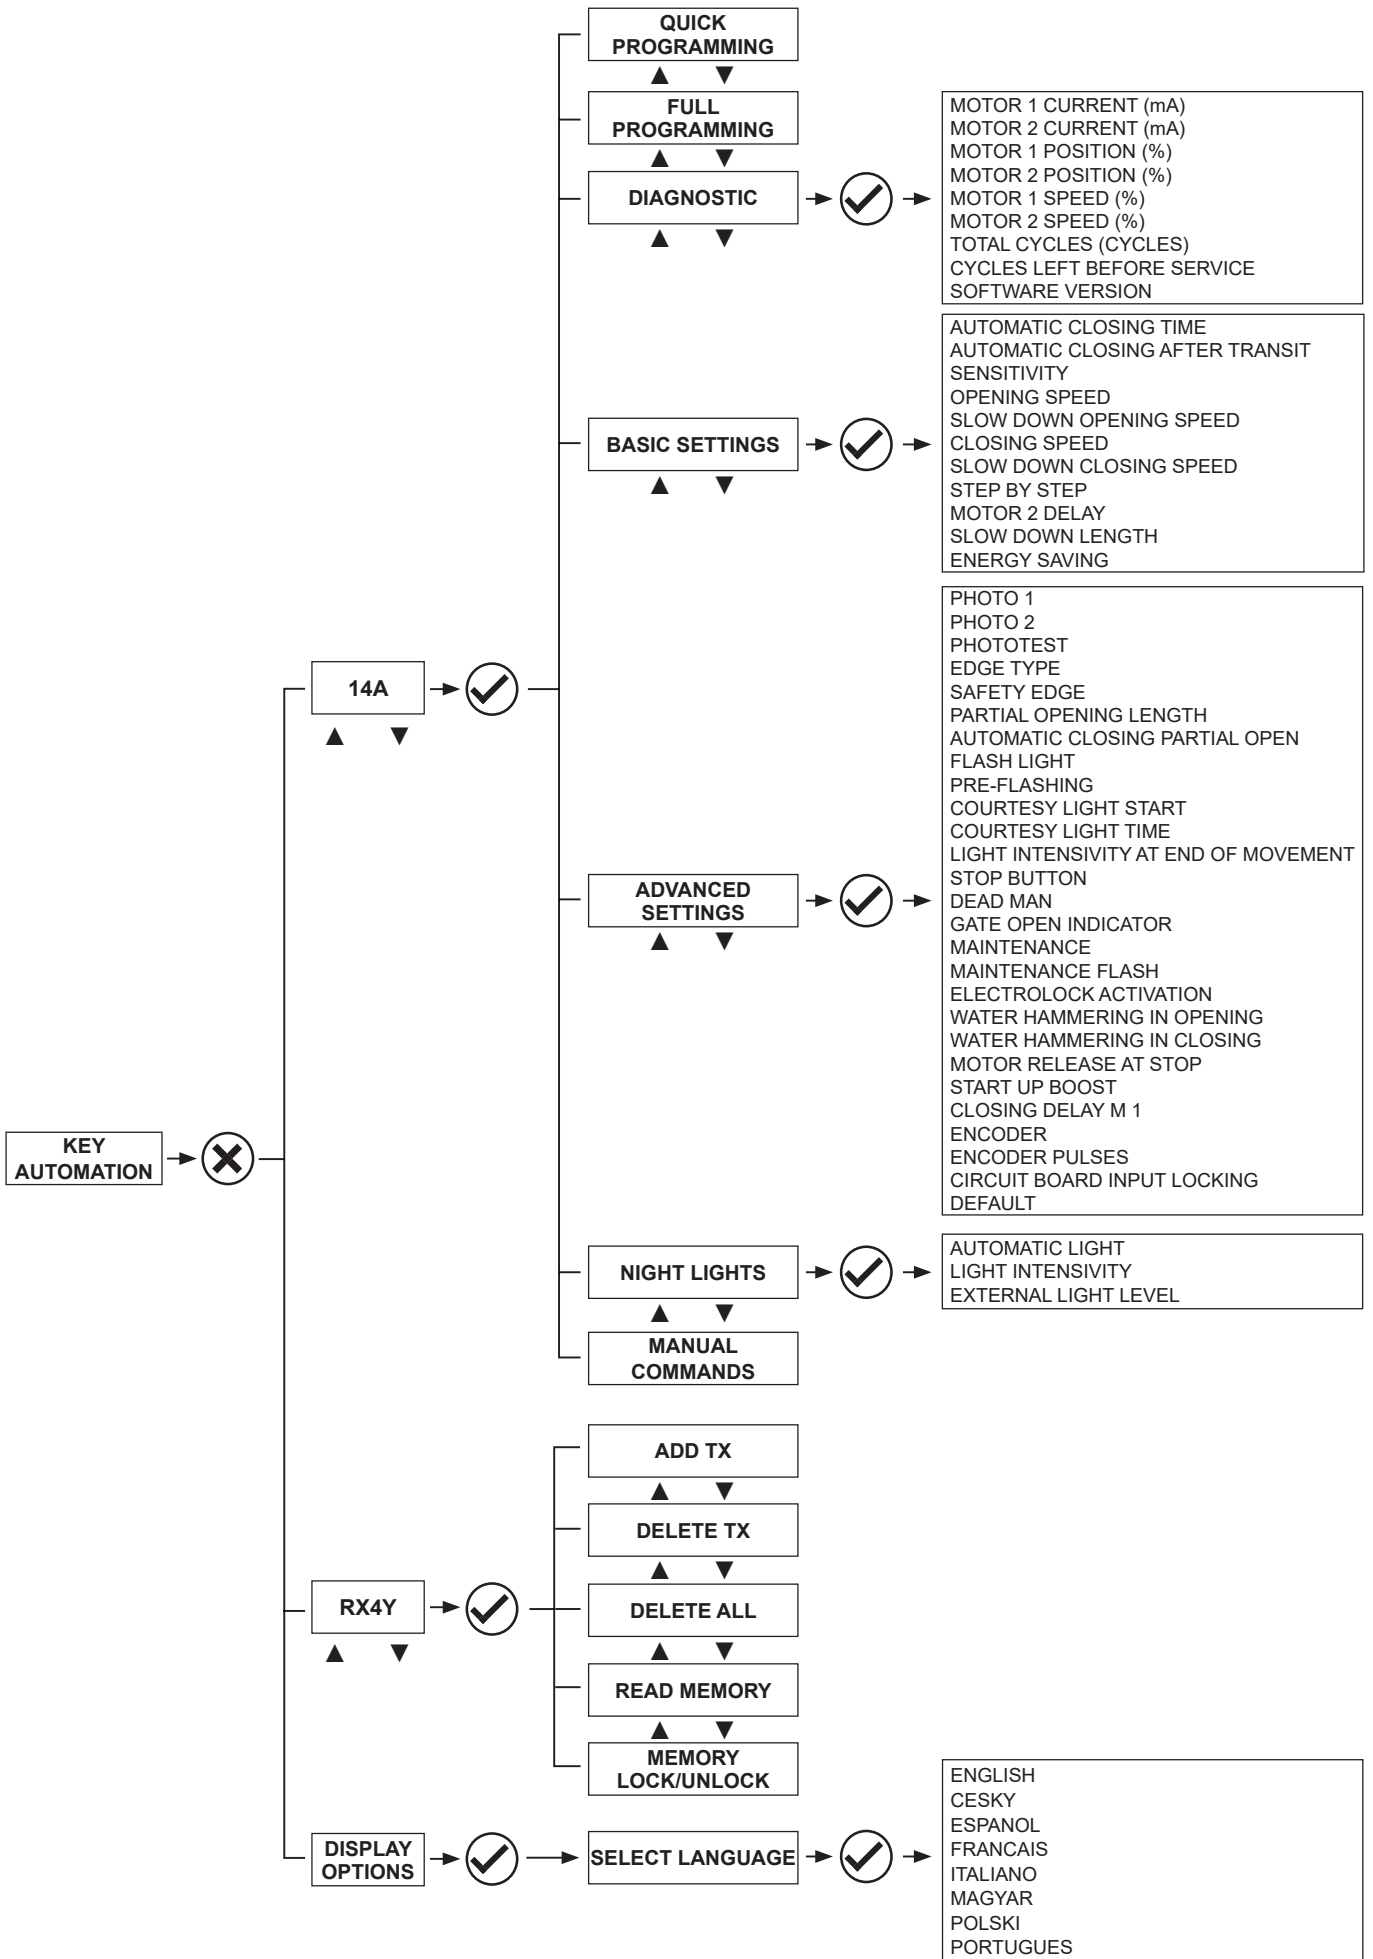 QUICK
PROGRAMMING
FULL
PROGRAMMING
DIAGNOSTIC
MOTOR 1 CURRENT (mA)
MOTOR 2 CURRENT (mA)
MOTOR 1 POSITION (%)
MOTOR 2 POSITION (%)
MOTOR 1 SPEED (%)
MOTOR 2 SPEED (%)
TOTAL CYCLES (CYCLES)
CYCLES LEFT BEFORE SERVICE
SOFTWARE VERSION
BASIC SETTINGS
AUTOMATIC CLOSING TIME
AUTOMATIC CLOSING AFTER TRANSIT
SENSITIVITY
OPENING SPEED
SLOW DOWN OPENING SPEED
CLOSING SPEED
SLOW DOWN CLOSING SPEED
STEP BY STEP
MOTOR 2 DELAY
SLOW DOWN LENGTH
ENERGY SAVING
14A
ADVANCED
SETTINGS
PHOTO 1
PHOTO 2
PHOTOTEST
EDGE TYPE
SAFETY EDGE
PARTIAL OPENING LENGTH
AUTOMATIC CLOSING PARTIAL OPEN
FLASH LIGHT
PRE-FLASHING
COURTESY LIGHT START
COURTESY LIGHT TIME
LIGHT INTENSIVITY AT END OF MOVEMENT
STOP BUTTON
DEAD MAN
GATE OPEN INDICATOR
MAINTENANCE
MAINTENANCE FLASH
ELECTROLOCK ACTIVATION
WATER HAMMERING IN OPENING
WATER HAMMERING IN CLOSING
MOTOR RELEASE AT STOP
START UP BOOST
CLOSING DELAY M 1
ENCODER
ENCODER PULSES
CIRCUIT BOARD INPUT LOCKING
DEFAULT
KEY
AUTOMATION
NIGHT LIGHTS
AUTOMATIC LIGHT
LIGHT INTENSIVITY
EXTERNAL LIGHT LEVEL
MANUAL
COMMANDS
RX4Y
ADD TX
DELETE TX
DELETE ALL
READ MEMORY
MEMORY
LOCK/UNLOCK
DISPLAY
OPTIONS
SELECT LANGUAGE
ENGLISH
CESKY
ESPANOL
FRANCAIS
ITALIANO
MAGYAR
POLSKI
PORTUGUES